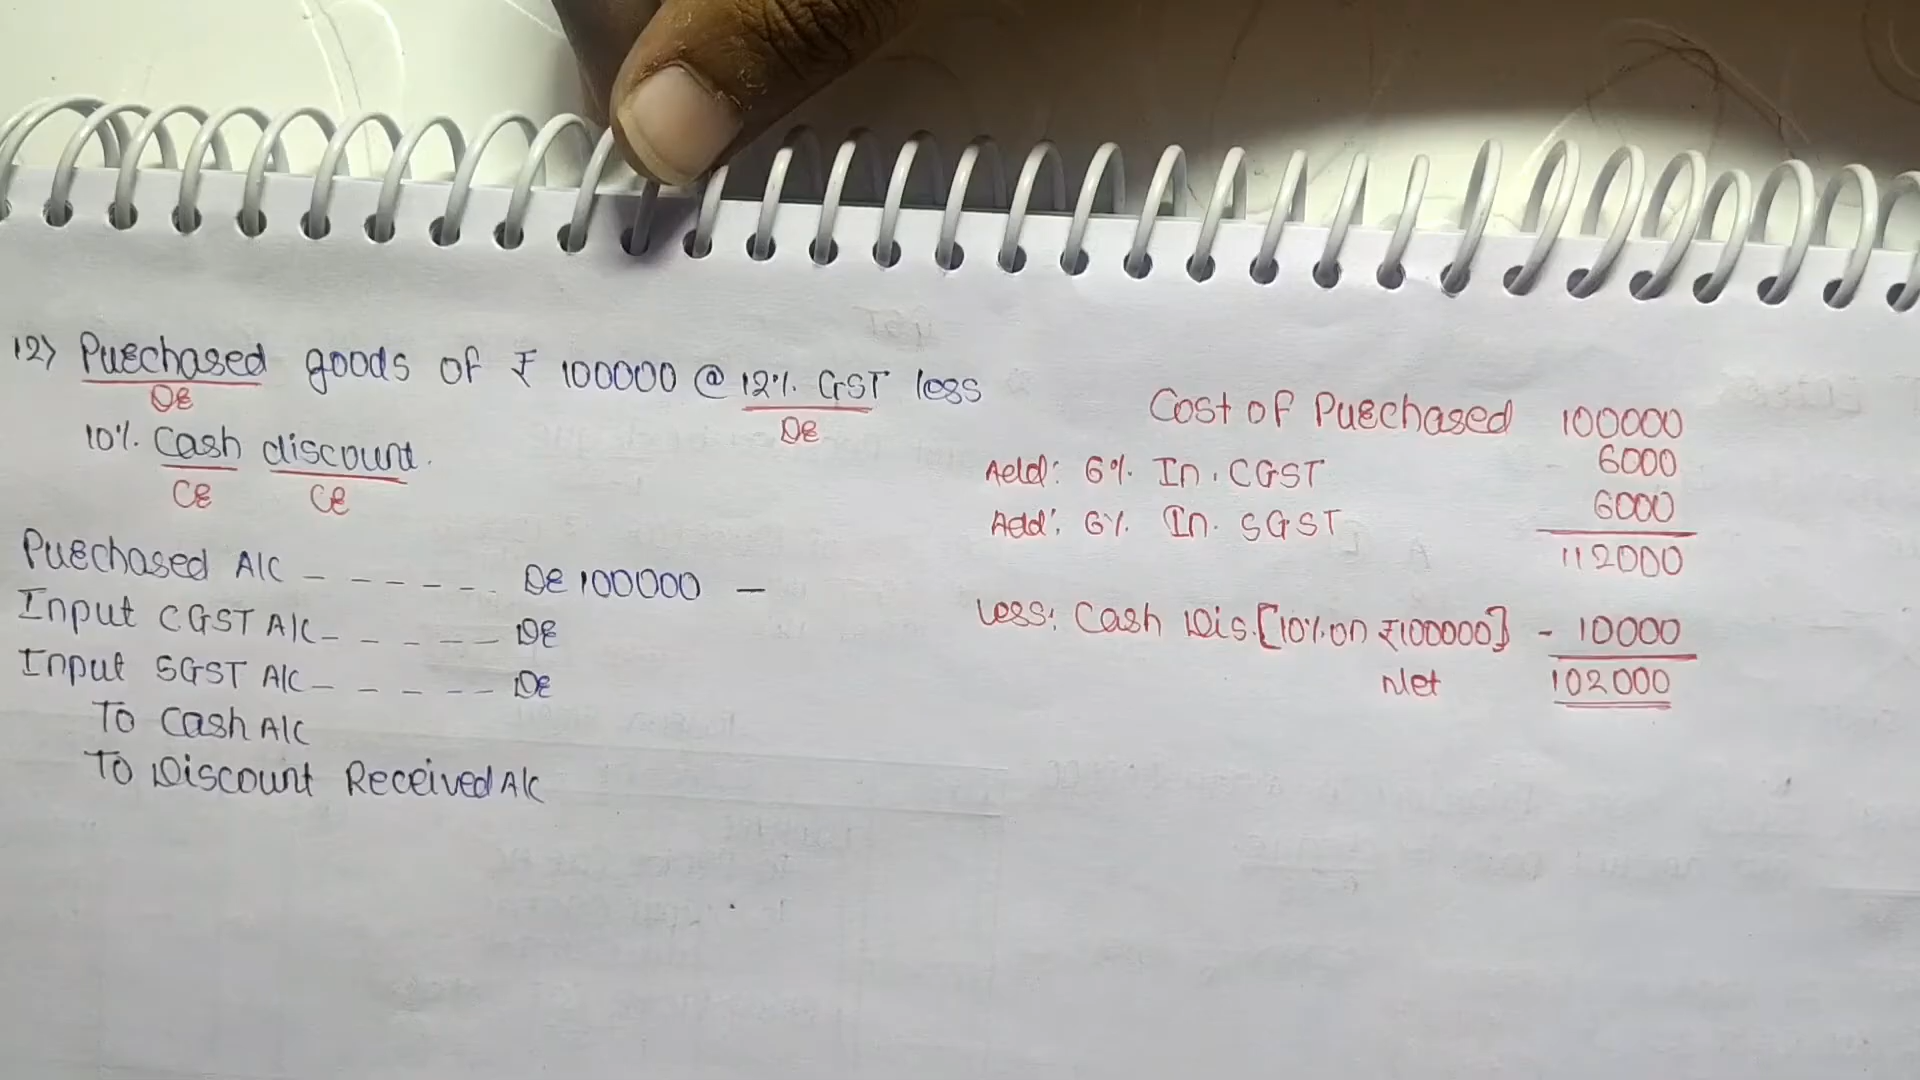 12) Purchased goods of ₹ 100000 @ 12% GST less
Dr
Dr
10% cash discount.
Cr
Cr
Purchased A/C ----- Dr 100000 —
Input CGST A/C ----- Dr
Input SGST A/C ----- Dr
To Cash A/C
To Discount Received A/C
Cost of Purchased 100000
Add: 6% In. CGST 6000
Add: 6% In. SGST 6000
112000
Less: Cash Dis. [10% on ₹100000] - 10000
Net 102000